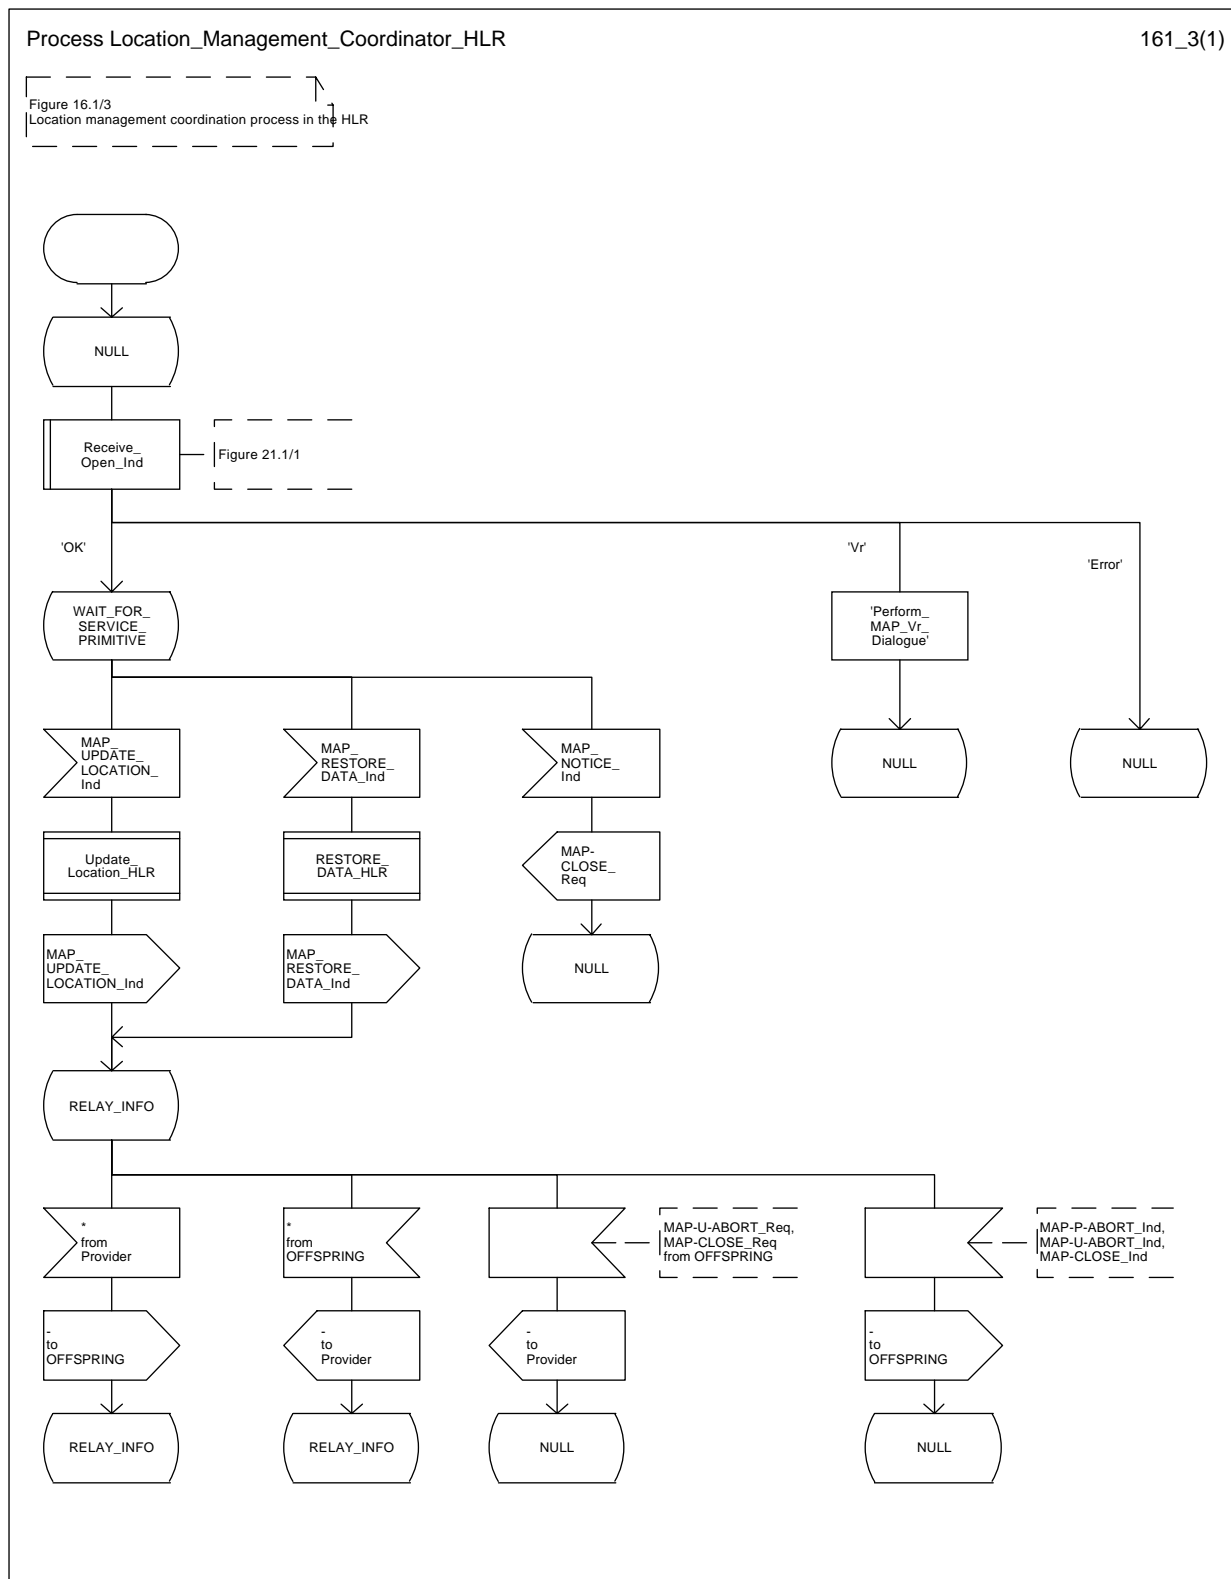 Process Location_Management_Coordinator_HLR
161_3(1)
Figure 16.1/3
Location management coordination process in the HLR
NULL
Receive_
Open_Ind
Figure 21.1/1
'OK'
'Vr'
'Error'
WAIT_FOR_
SERVICE_
PRIMITIVE
'Perform_
MAP_Vr_
Dialogue'
MAP_
UPDATE_
LOCATION_
Ind
MAP_
RESTORE_
DATA_Ind
MAP_
NOTICE_
Ind
NULL
NULL
Update_
Location_HLR
RESTORE_
DATA_HLR
MAP-
CLOSE_
Req
MAP_
UPDATE_
LOCATION_Ind
MAP_
RESTORE_
DATA_Ind
NULL
RELAY_INFO
*
from
Provider
*
from
OFFSPRING
MAP-U-ABORT_Req,
MAP-CLOSE_Req
from OFFSPRING
MAP-P-ABORT_Ind,
MAP-U-ABORT_Ind,
MAP-CLOSE_Ind
-
to
OFFSPRING
-
to
Provider
-
to
Provider
-
to
OFFSPRING
RELAY_INFO
RELAY_INFO
NULL
NULL